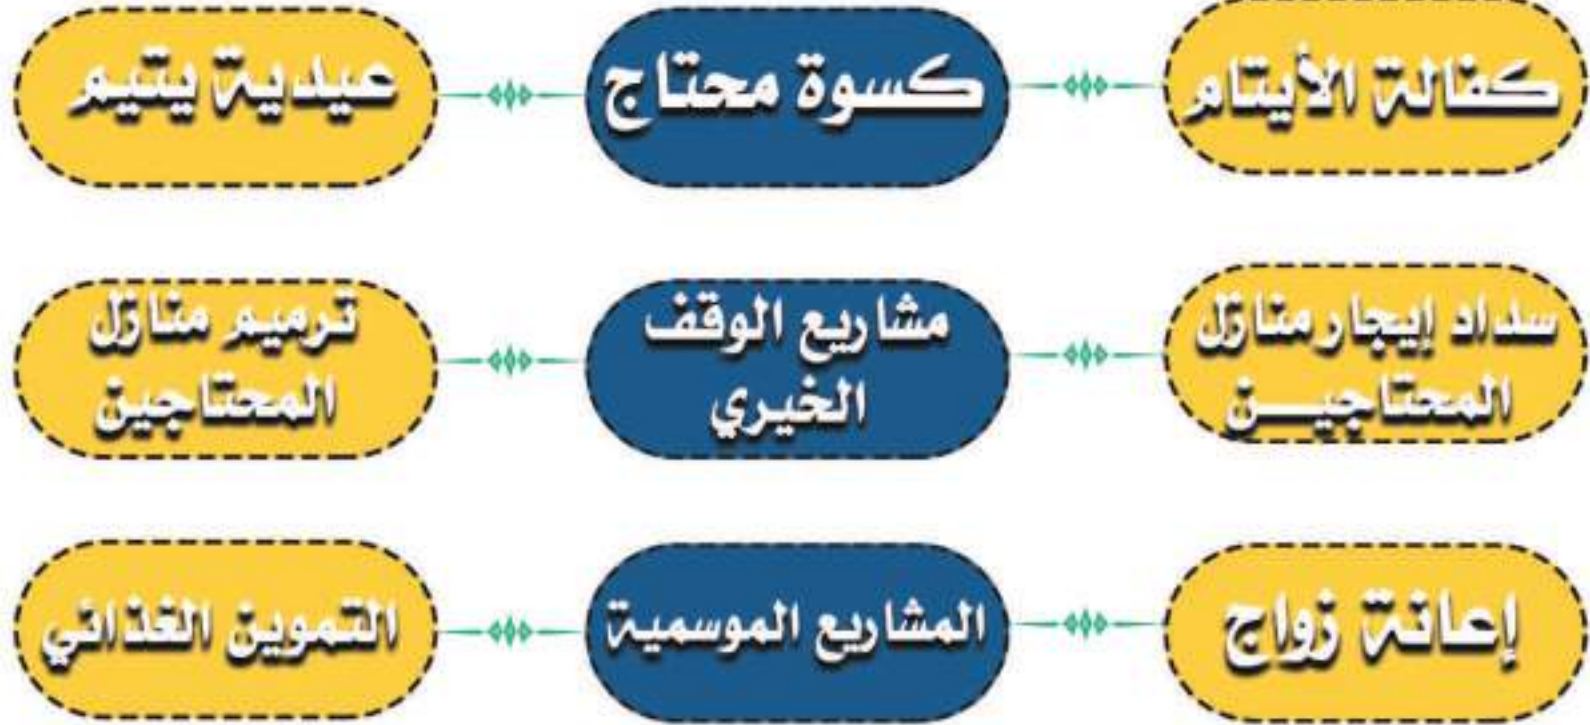 كفالة الأيتام
كسوة محتاج
عيدية يتيم
سداد إيجار منازل
المحتاجيـــن
مشاريع الوقف
الخيري
ترميم منازل
المحتاجين
إعانة زواج
المشاريع الموسمية
التموين الغذائي